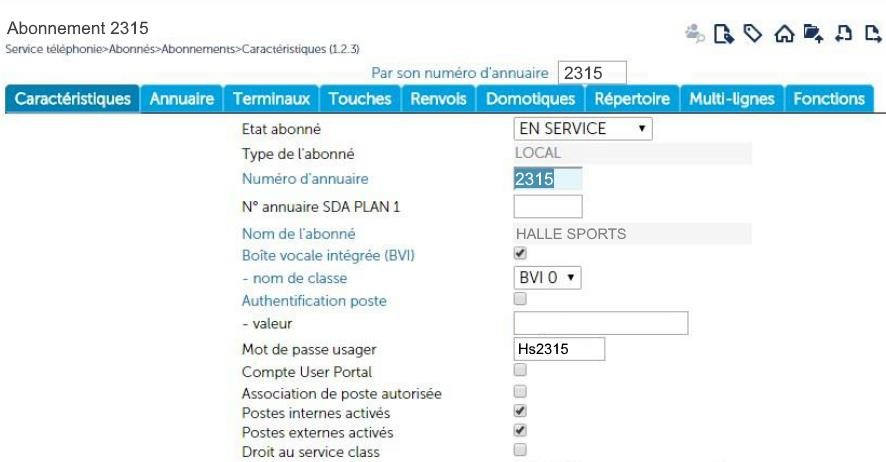 Abonnement 2315
Service téléphonie>Abonnés>Abonnements>Caractéristiques (1.2.3)
Par son numéro d'annuaire 2315
Caractéristiques Annuaire Terminaux Touches Renvois Domotiques Répertoire Multi-lignes Fonctions
Etat abonné EN SERVICE
Type de l'abonné LOCAL
Numéro d'annuaire 2315
N° annuaire SDA PLAN 1
Nom de l'abonné HALLE SPORTS
Boîte vocale intégrée (BVI)
- nom de classe BVI 0
Authentification poste
- valeur
Mot de passe usager Hs2315
Compte User Portal
Association de poste autorisée
Postes internes activés
Postes externes activés
Droit au service class